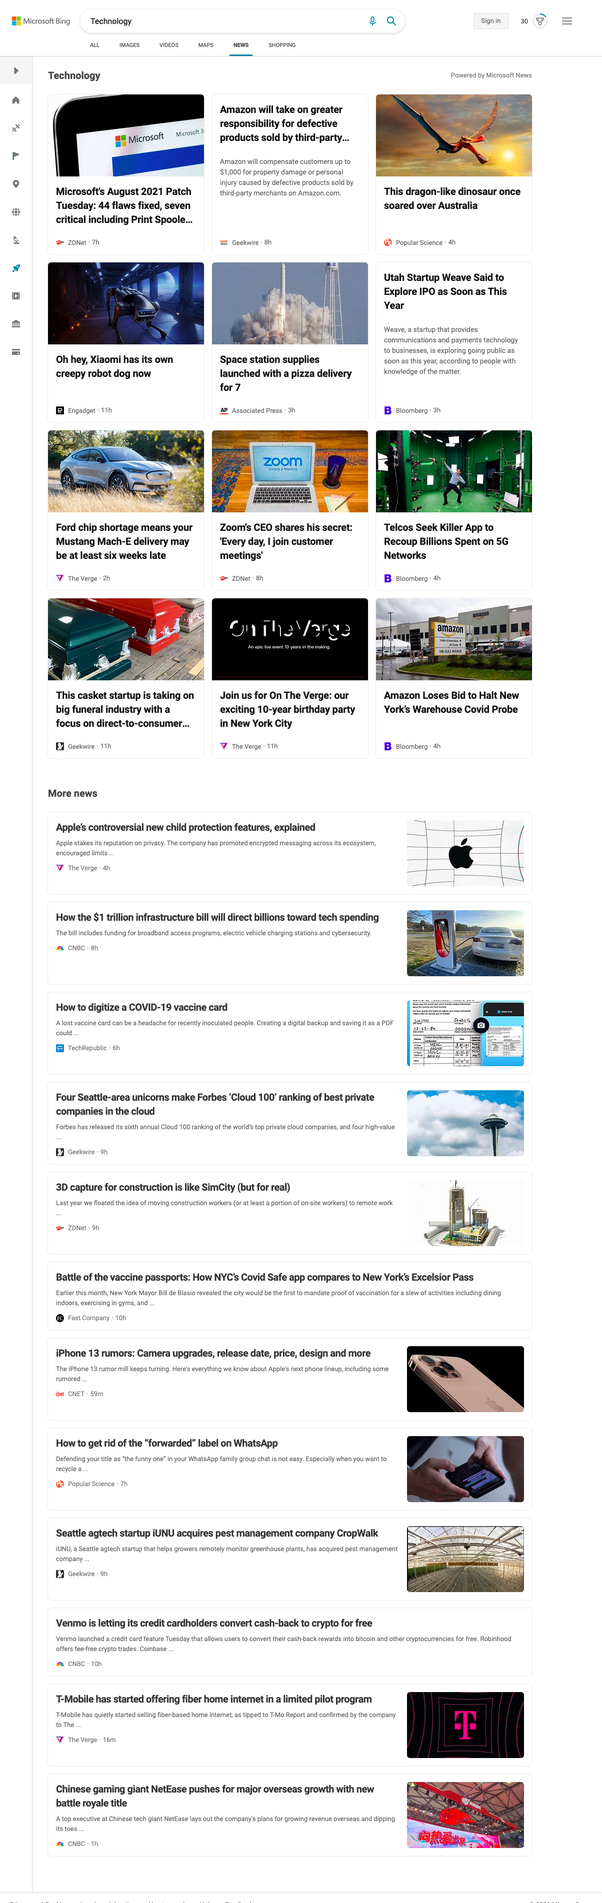 Microsoft Bing
Technology
Sign in
30
ALL
IMAGES
VIDEOS
MAPS
NEWS
SHOPPING
Technology
Powered by Microsoft News
Microsoft
Microsoft's August 2021 Patch
Tuesday: 44 flaws fixed, seven
critical including Print Spoole...
ZDNet · 7h
Amazon will take on greater
responsibility for defective
products sold by third-party...
Amazon will compensate customers up to
$1,000 for property damage or personal
injury caused by defective products sold by
third-party merchants on Amazon.com.
Geekwire · 8h
This dragon-like dinosaur once
soared over Australia
Popular Science · 4h
Oh hey, Xiaomi has its own
creepy robot dog now
Engadget · 11h
Space station supplies
launched with a pizza delivery
for 7
AP
Associated Press · 3h
Utah Startup Weave Said to
Explore IPO as Soon as This
Year
Weave, a startup that provides
communications and payments technology
to businesses, is exploring going public as
soon as this year, according to people with
knowledge of the matter.
B
Bloomberg · 3h
Ford chip shortage means your
Mustang Mach-E delivery may
be at least six weeks late
The Verge · 2h
zoom
Zoom's CEO shares his secret:
'Every day, I join customer
meetings'
ZDNet · 8h
Telcos Seek Killer App to
Recoup Billions Spent on 5G
Networks
B
Bloomberg · 4h
This casket startup is taking on
big funeral industry with a
focus on direct-to-consumer...
Geekwire · 11h
On The Verge
An epic live event 10 years in the making.
Join us for On The Verge: our
exciting 10-year birthday party
in New York City
The Verge · 11h
amazon
amazon
Amazon Loses Bid to Halt New
York's Warehouse Covid Probe
B
Bloomberg · 4h
More news
Apple's controversial new child protection features, explained
Apple stakes its reputation on privacy. The company has promoted encrypted messaging across its ecosystem,
encouraged limits ...
The Verge · 4h
How the $1 trillion infrastructure bill will direct billions toward tech spending
The bill includes funding for broadband access programs, electric vehicle charging stations and cybersecurity.
CNBC · 8h
How to digitize a COVID-19 vaccine card
A lost vaccine card can be a headache for recently inoculated people. Creating a digital backup and saving it as a PDF
could ...
TechRepublic · 6h
Four Seattle-area unicorns make Forbes 'Cloud 100' ranking of best private
companies in the cloud
Forbes has released its sixth annual Cloud 100 ranking of the world's top private cloud companies, and four high-value
...
Geekwire · 9h
3D capture for construction is like SimCity (but for real)
Last year we floated the idea of moving construction workers (or at least a portion of on-site workers) to remote work
...
ZDNet · 9h
Battle of the vaccine passports: How NYC's Covid Safe app compares to New York's Excelsior Pass
Earlier this month, New York Mayor Bill de Blasio revealed the city would be the first to mandate proof of vaccination for a slew of activities including dining
indoors, exercising in gyms, and ...
Fast Company · 10h
iPhone 13 rumors: Camera upgrades, release date, price, design and more
The iPhone 13 rumor mill keeps turning. Here's everything we know about Apple's next phone lineup, including some
rumored ...
CNET · 59m
How to get rid of the "forwarded" label on WhatsApp
Defending your title as "the funny one" in your WhatsApp family group chat is not easy. Especially when you want to
recycle a ...
Popular Science · 7h
Seattle agtech startup iUNU acquires pest management company CropWalk
iUNU, a Seattle agtech startup that helps growers remotely monitor greenhouse plants, has acquired pest management
company ...
Geekwire · 9h
Venmo is letting its credit cardholders convert cash-back to crypto for free
Venmo launched a credit card feature Tuesday that allows users to convert their cash-back rewards into bitcoin and other cryptocurrencies for free. Robinhood
offers fee-free crypto trades. Coinbase ...
CNBC · 10h
T-Mobile has started offering fiber home internet in a limited pilot program
T-Mobile has quietly started selling fiber-based home internet, as tipped to T-Mo Report and confirmed by the company
to The ...
The Verge · 16m
T
Chinese gaming giant NetEase pushes for major overseas growth with new
battle royale title
A top executive at Chinese tech giant NetEase lays out the company's plans for growing revenue overseas and dipping
its toes ...
CNBC · 1h
向热爱